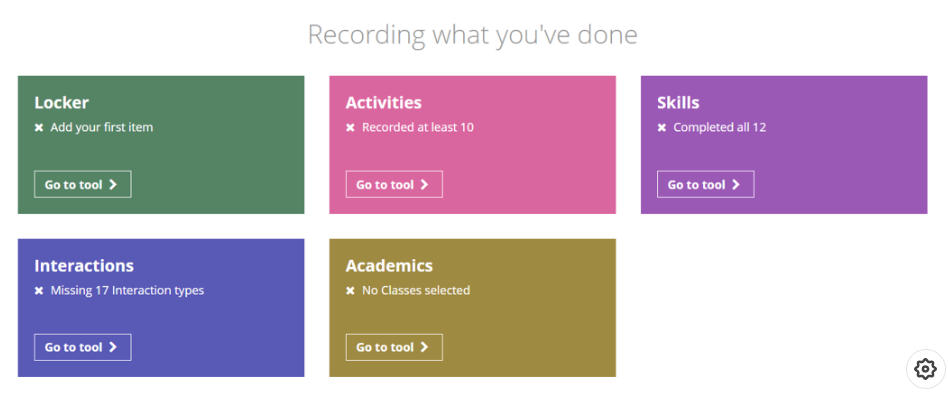 Recording what you've done
Locker
Add your first item
Go to tool
Activities
Recorded at least 10
Go to tool
Skills
Completed all 12
Go to tool
Interactions
Missing 17 Interaction types
Go to tool
Academics
No Classes selected
Go to tool